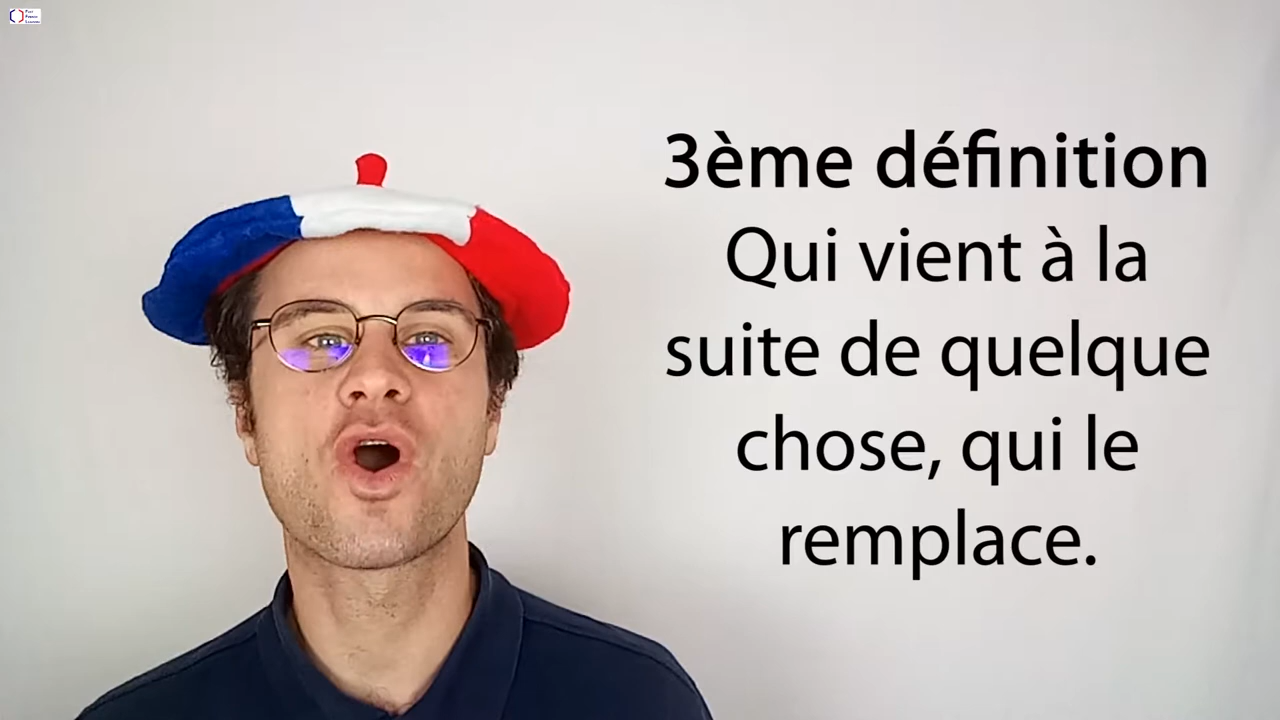 3ème définition
Qui vient à la
suite de quelque
chose, qui le
remplace.